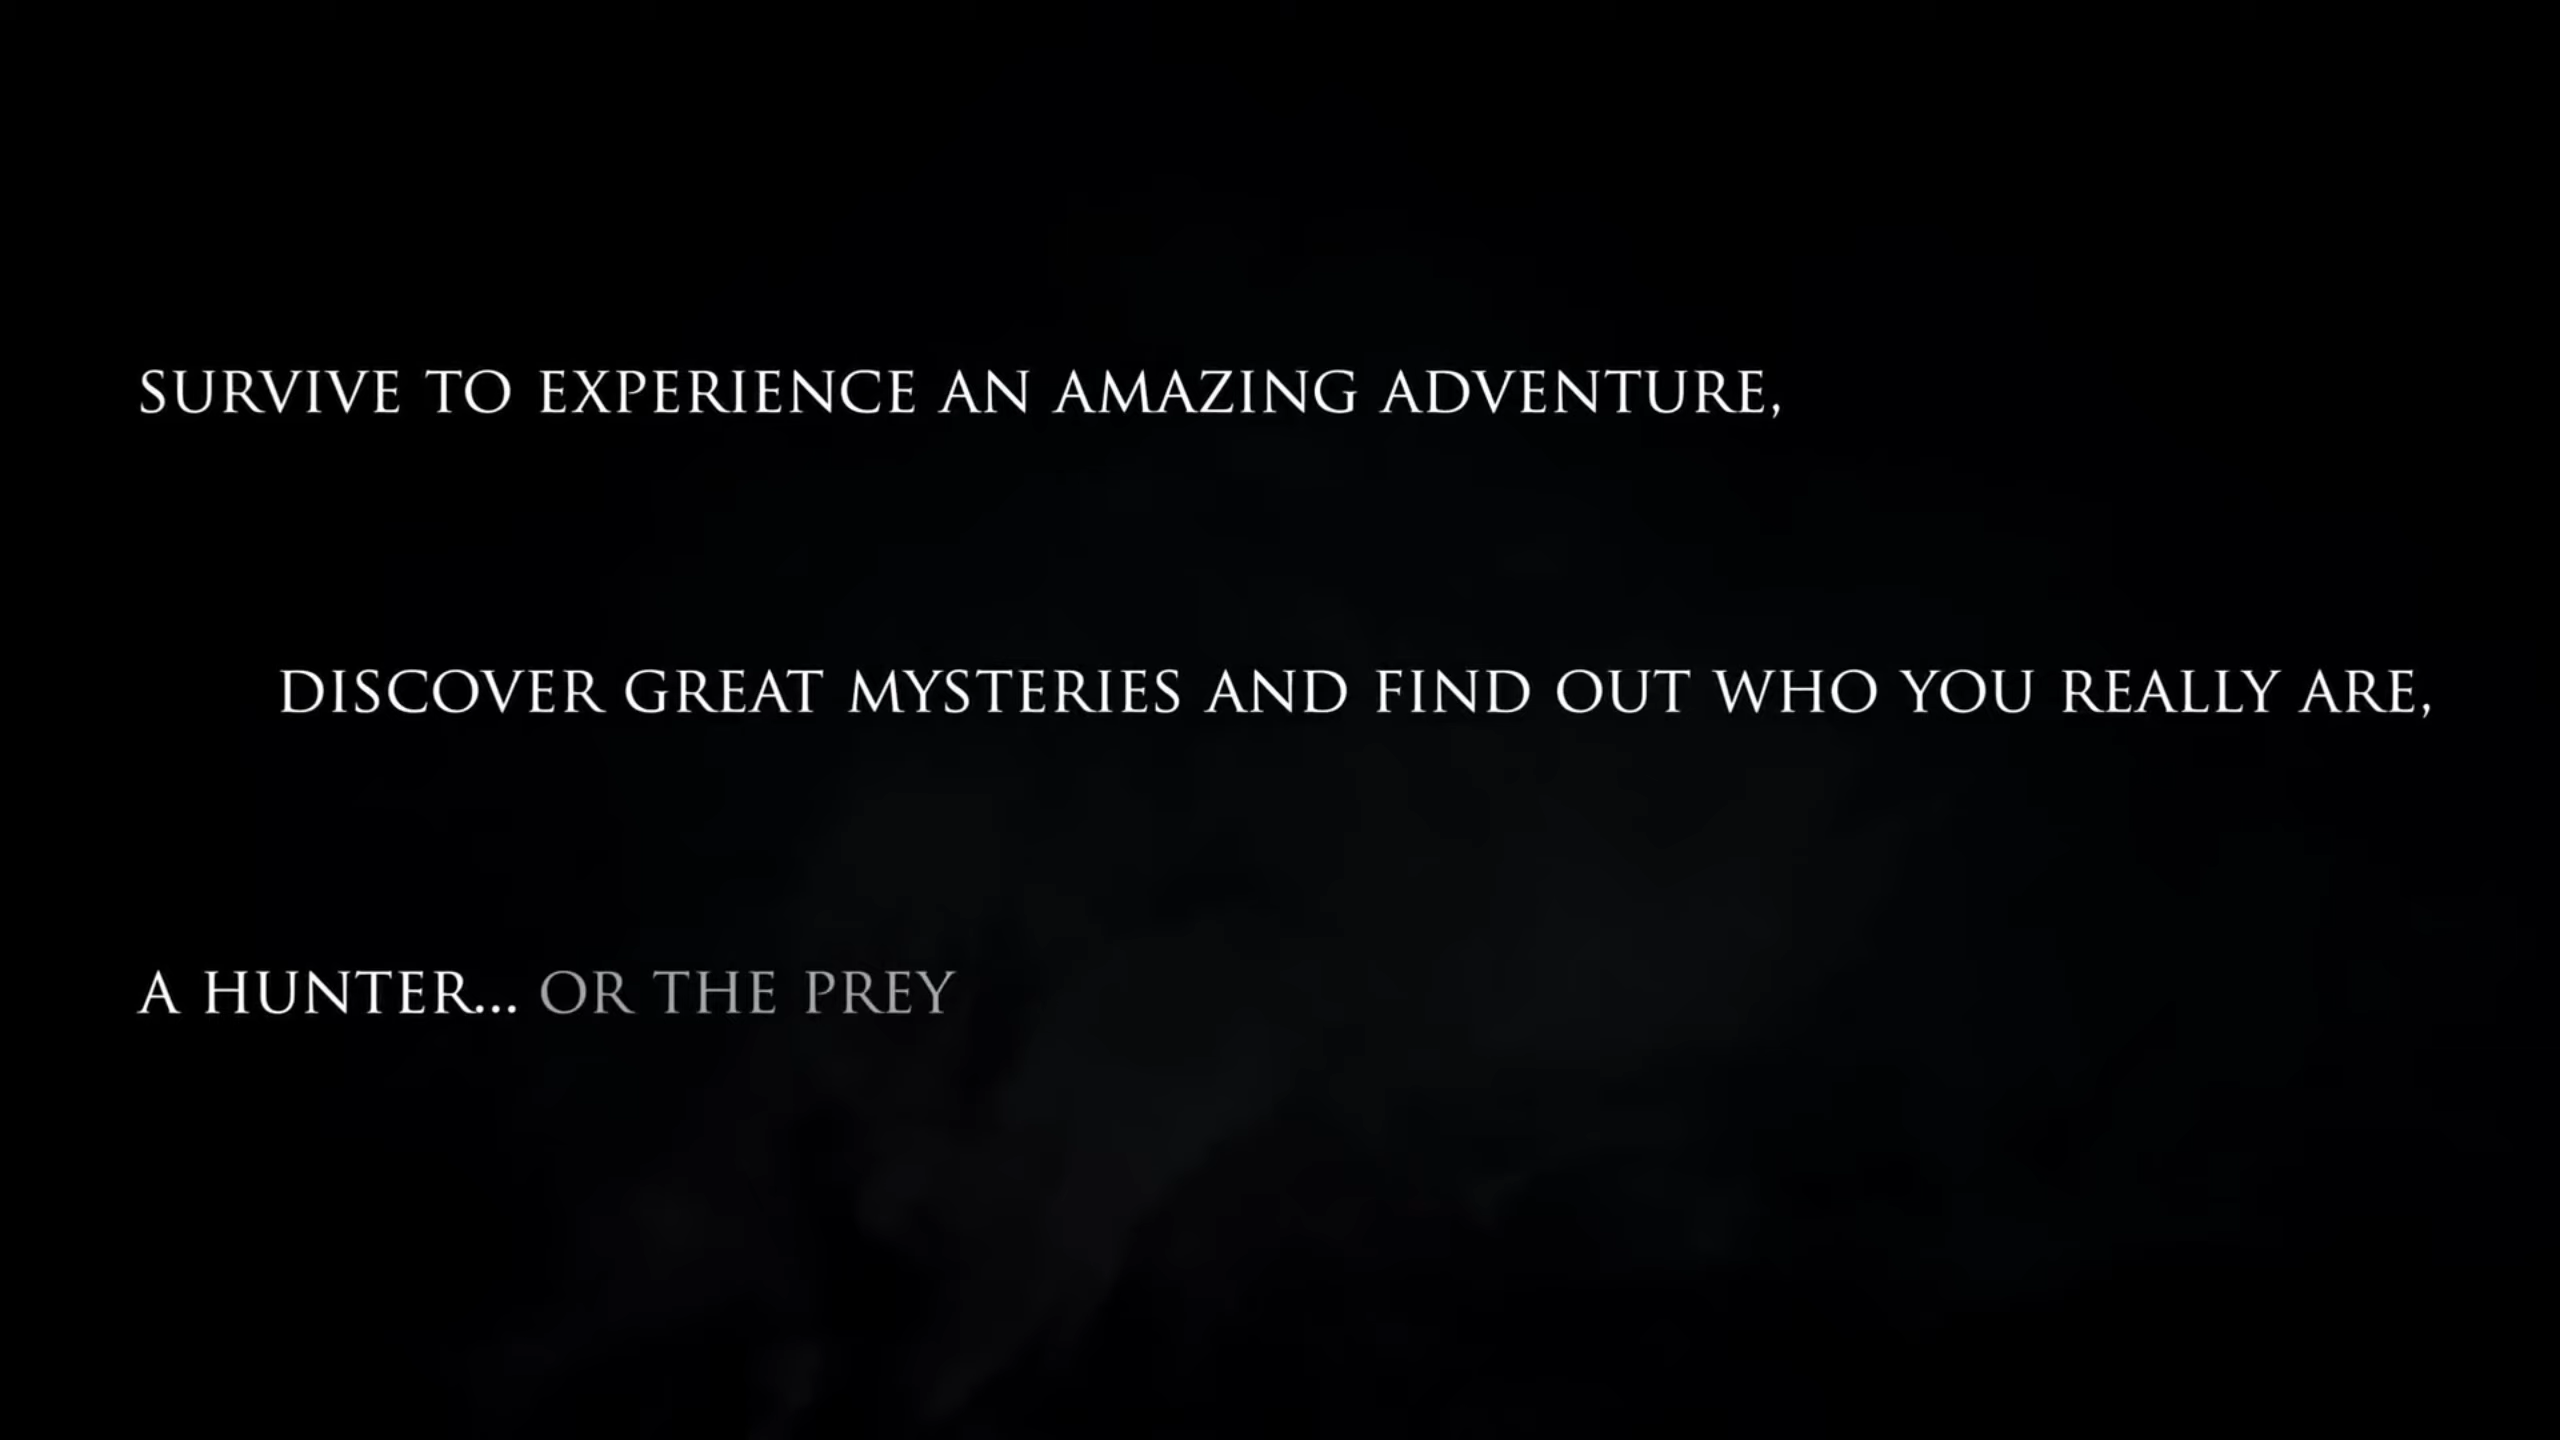 SURVIVE TO EXPERIENCE AN AMAZING ADVENTURE,
DISCOVER GREAT MYSTERIES AND FIND OUT WHO YOU REALLY ARE,
A HUNTER... OR THE PREY